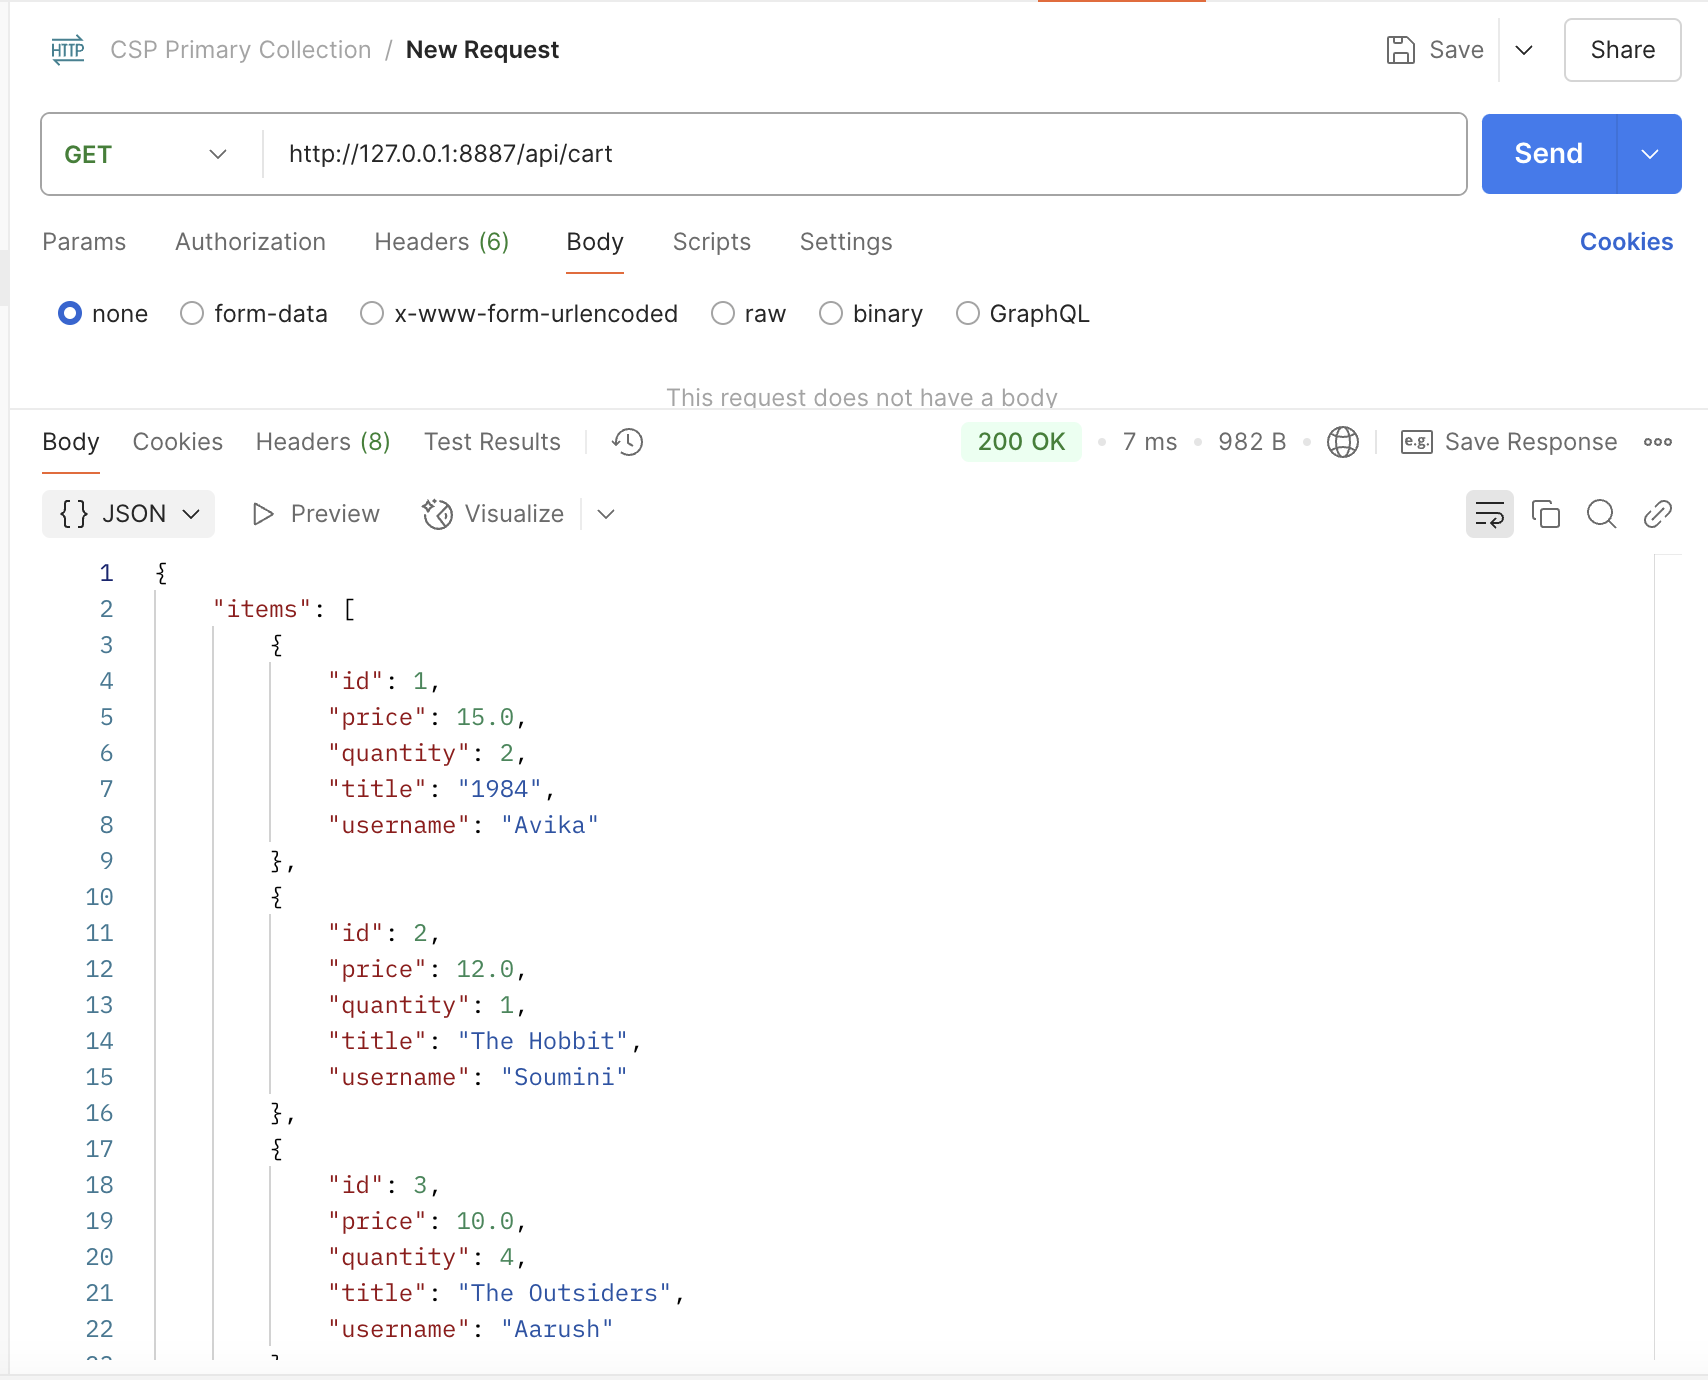 HTTP CSP Primary Collection / New Request Save Share
GET http://127.0.0.1:8887/api/cart Send
Params Authorization Headers (6) Body Scripts Settings Cookies
none form-data x-www-form-urlencoded raw binary GraphQL
This request does not have a body
Body Cookies Headers (8) Test Results 200 OK • 7 ms • 982 B • e.g. Save Response
{} JSON Preview Visualize
1 {
2 "items": [
3 {
4 "id": 1,
5 "price": 15.0,
6 "quantity": 2,
7 "title": "1984",
8 "username": "Avika"
9 },
10 {
11 "id": 2,
12 "price": 12.0,
13 "quantity": 1,
14 "title": "The Hobbit",
15 "username": "Soumini"
16 },
17 {
18 "id": 3,
19 "price": 10.0,
20 "quantity": 4,
21 "title": "The Outsiders",
22 "username": "Aarush"